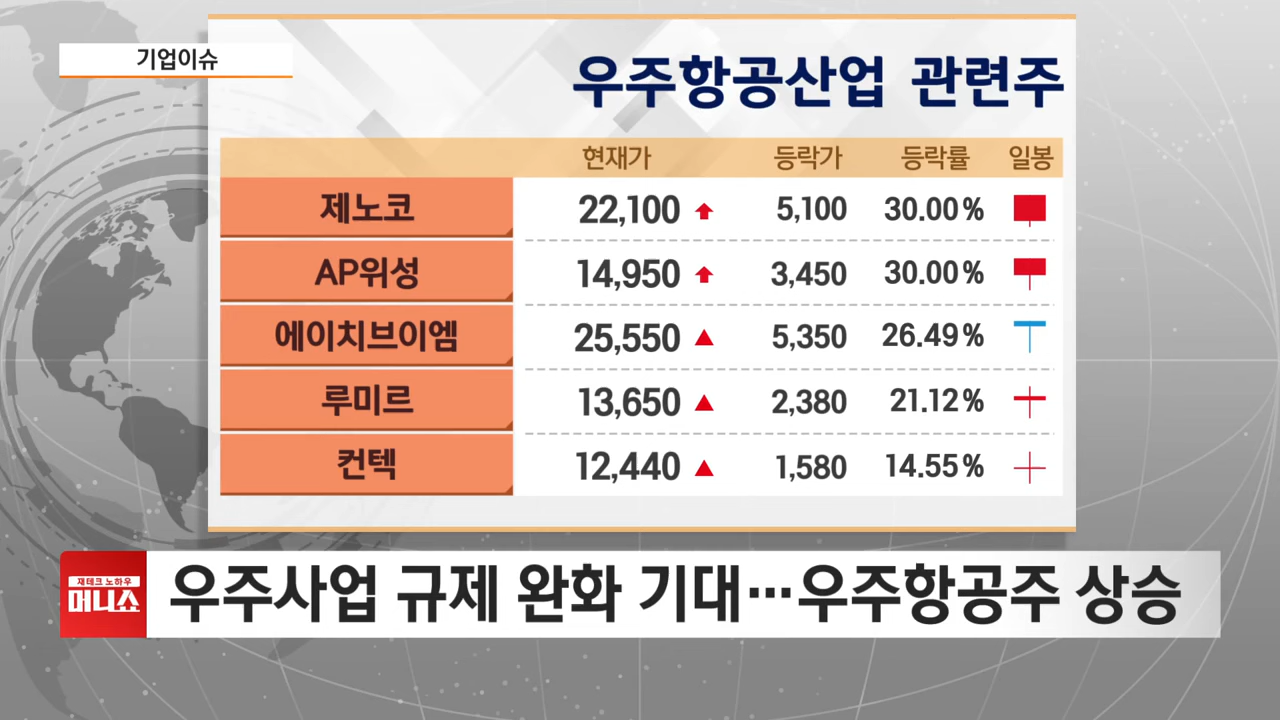 기업이슈
우주항공산업 관련주
현재가 등락가 등락률 일봉
제노코 22,100 5,100 30.00%
AP위성 14,950 3,450 30.00%
에이치브이엠 25,550 5,350 26.49%
루미르 13,650 2,380 21.12%
컨텍 12,440 1,580 14.55%
재테크 노하우
머니쇼
우주사업 규제 완화 기대…우주항공주 상승